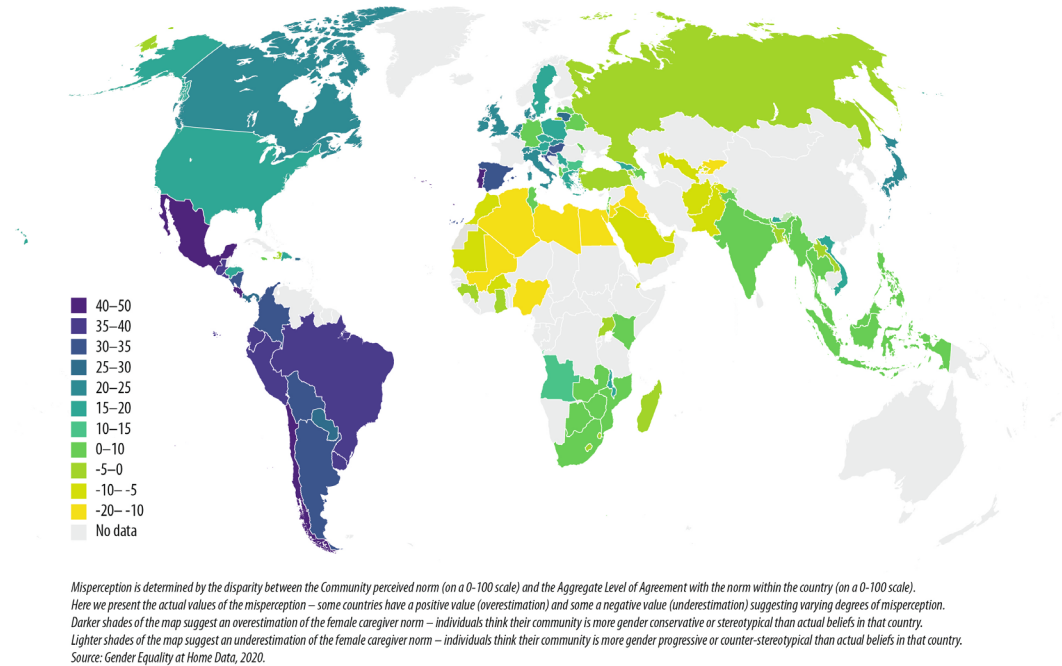 40–50
35–40
30–35
25–30
20–25
15–20
10–15
0–10
-5–0
-10– -5
-20– -10
No data
Misperception is determined by the disparity between the Community perceived norm (on a 0-100 scale) and the Aggregate Level of Agreement with the norm within the country (on a 0-100 scale).
Here we present the actual values of the misperception – some countries have a positive value (overestimation) and some a negative value (underestimation) suggesting varying degrees of misperception.
Darker shades of the map suggest an overestimation of the female caregiver norm – individuals think their community is more gender conservative or stereotypical than actual beliefs in that country.
Lighter shades of the map suggest an underestimation of the female caregiver norm – individuals think their community is more gender progressive or counter-stereotypical than actual beliefs in that country.
Source: Gender Equality at Home Data, 2020.